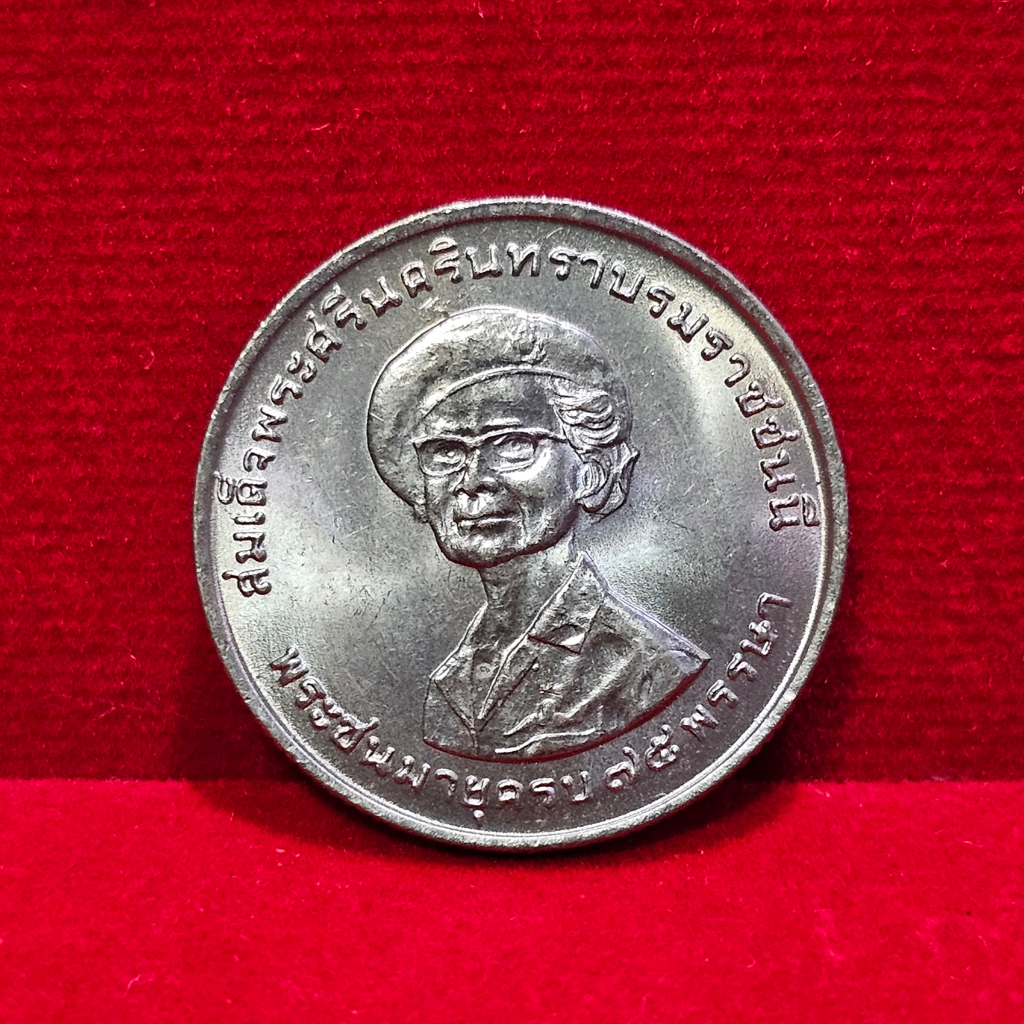 สมเด็จพระศรีนครินทราบรมราชชนนี
พระชนมายุครบ ๗๕ พรรษา